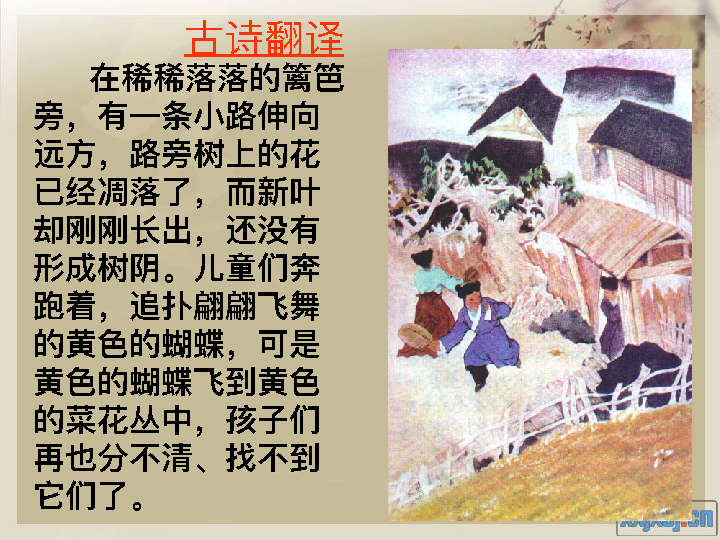 古诗翻译
在稀稀落落的篱笆
旁，有一条小路伸向
远方，路旁树上的花
已经凋落了，而新叶
却刚刚长出，还没有
形成树阴。儿童们奔
跑着，追扑翩翩飞舞
的黄色的蝴蝶，可是
黄色的蝴蝶飞到黄色
的菜花丛中，孩子们
再也分不清、找不到
它们了。